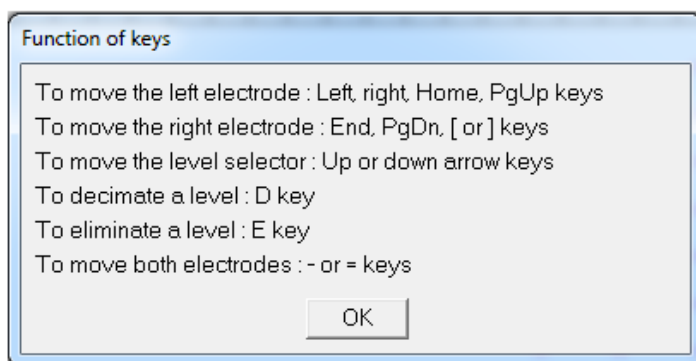 Function of keys
To move the left electrode : Left, right, Home, PgUp keys
To move the right electrode : End, PgDn, [ or ] keys
To move the level selector : Up or down arrow keys
To decimate a level : D key
To eliminate a level : E key
To move both electrodes : - or = keys
OK